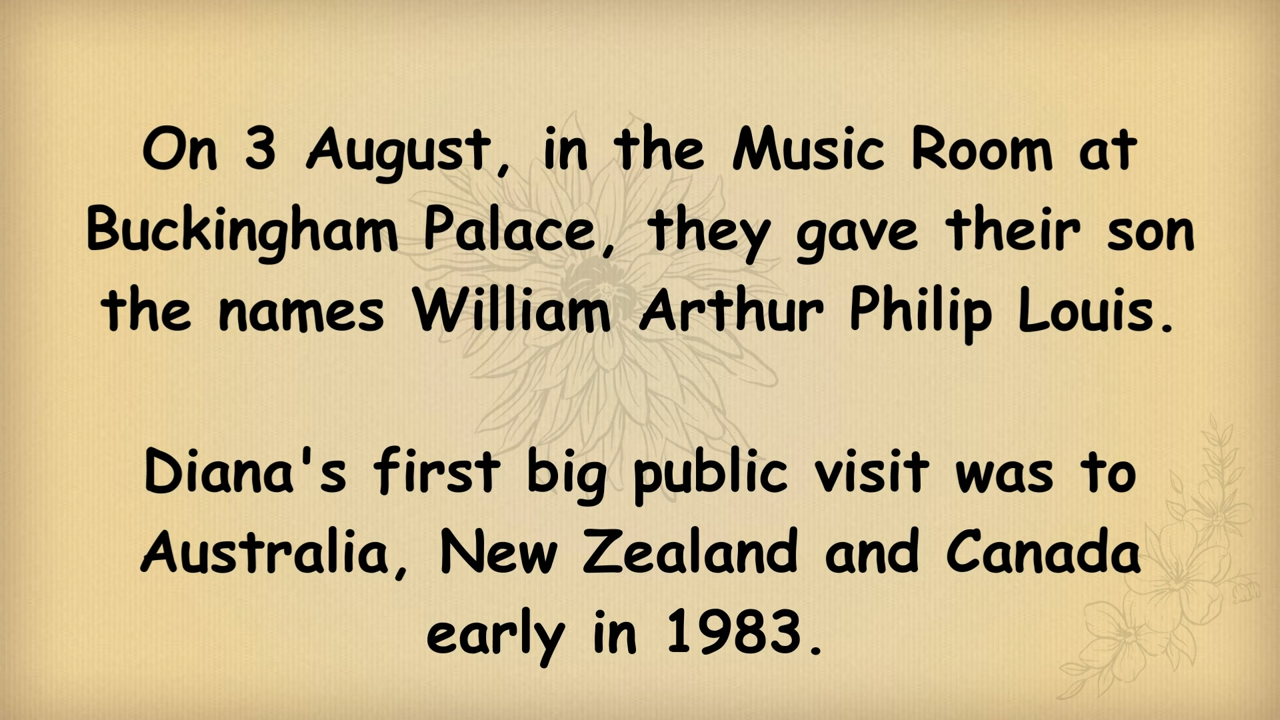 On 3 August, in the Music Room at
Buckingham Palace, they gave their son
the names William Arthur Philip Louis.
Diana's first big public visit was to
Australia, New Zealand and Canada
early in 1983.